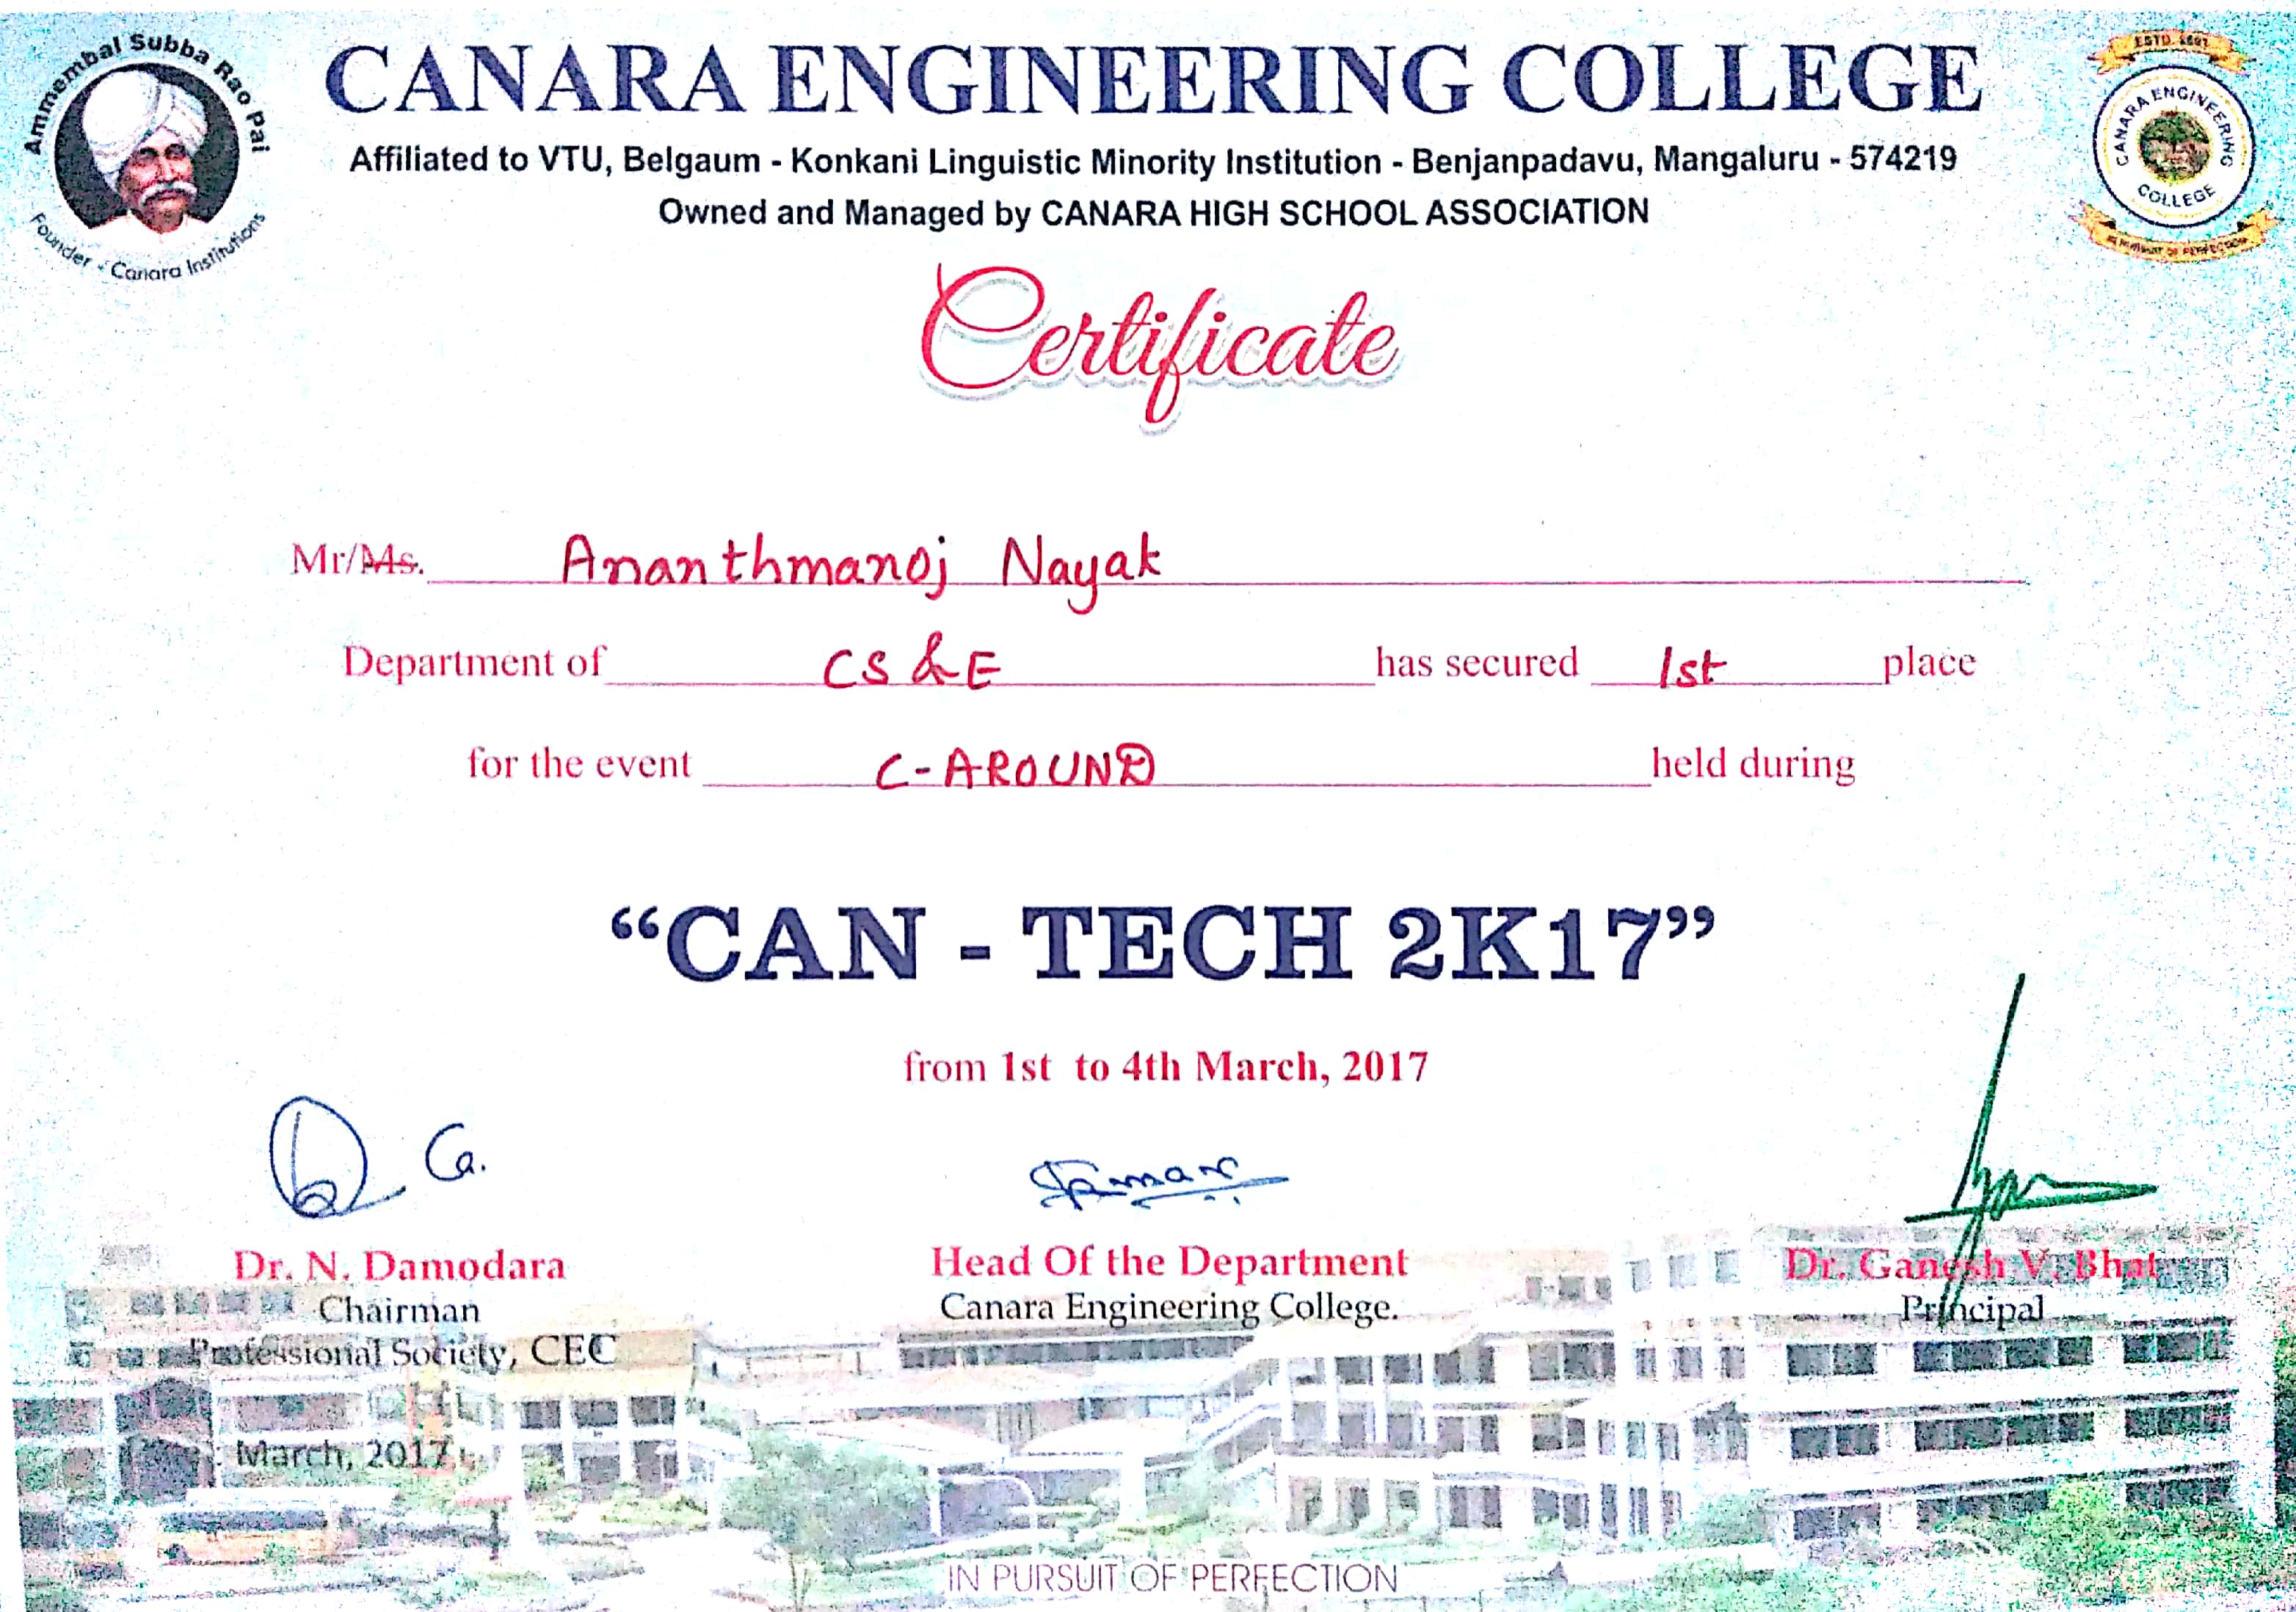 Ammembal Subba Rao Pai
Founder - Canara Institutions
CANARA ENGINEERING COLLEGE
Affiliated to VTU, Belgaum - Konkani Linguistic Minority Institution - Benjanpadavu, Mangaluru - 574219
Owned and Managed by CANARA HIGH SCHOOL ASSOCIATION
ESTD.
CANARA ENGINEERING
COLLEGE
IN PURSUIT OF PERFECTION
Certificate
Mr/Ms. Ananthmanoj Nayak
Department of CS &E has secured 1st place
for the event C-AROUND held during
“CAN - TECH 2K17”
from 1st to 4th March, 2017
Dr. N. Damodara
Chairman
Professional Society, CEC
Head Of the Department
Canara Engineering College.
Dr. Ganesh V. Bhat
Principal
March, 2017
IN PURSUIT OF PERFECTION